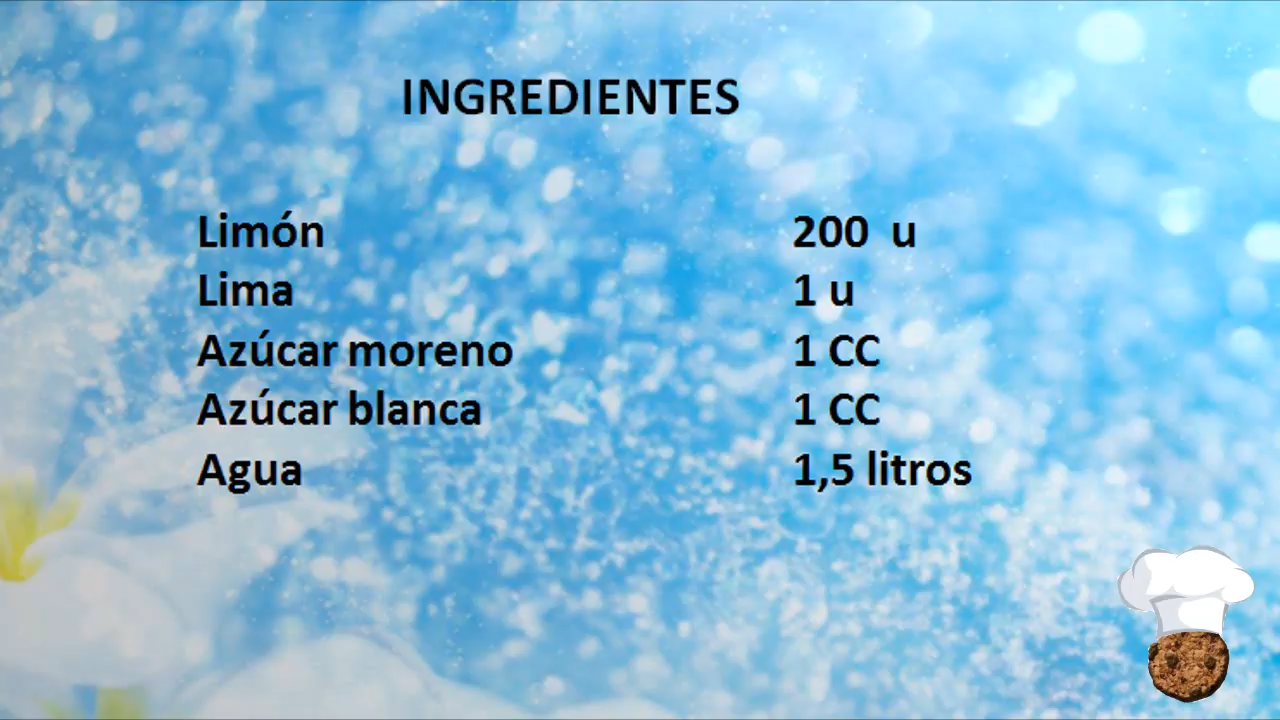 INGREDIENTES
Limón 200 u
Lima 1 u
Azúcar moreno 1 CC
Azúcar blanca 1 CC
Agua 1,5 litros